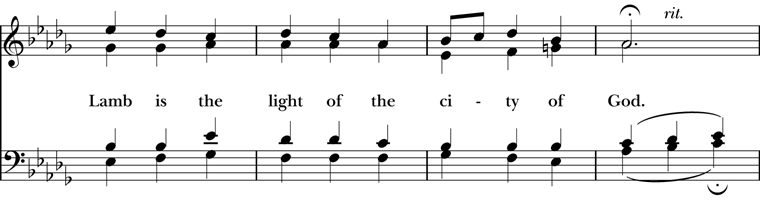 rit.
Lamb is the light of the ci - ty of God.